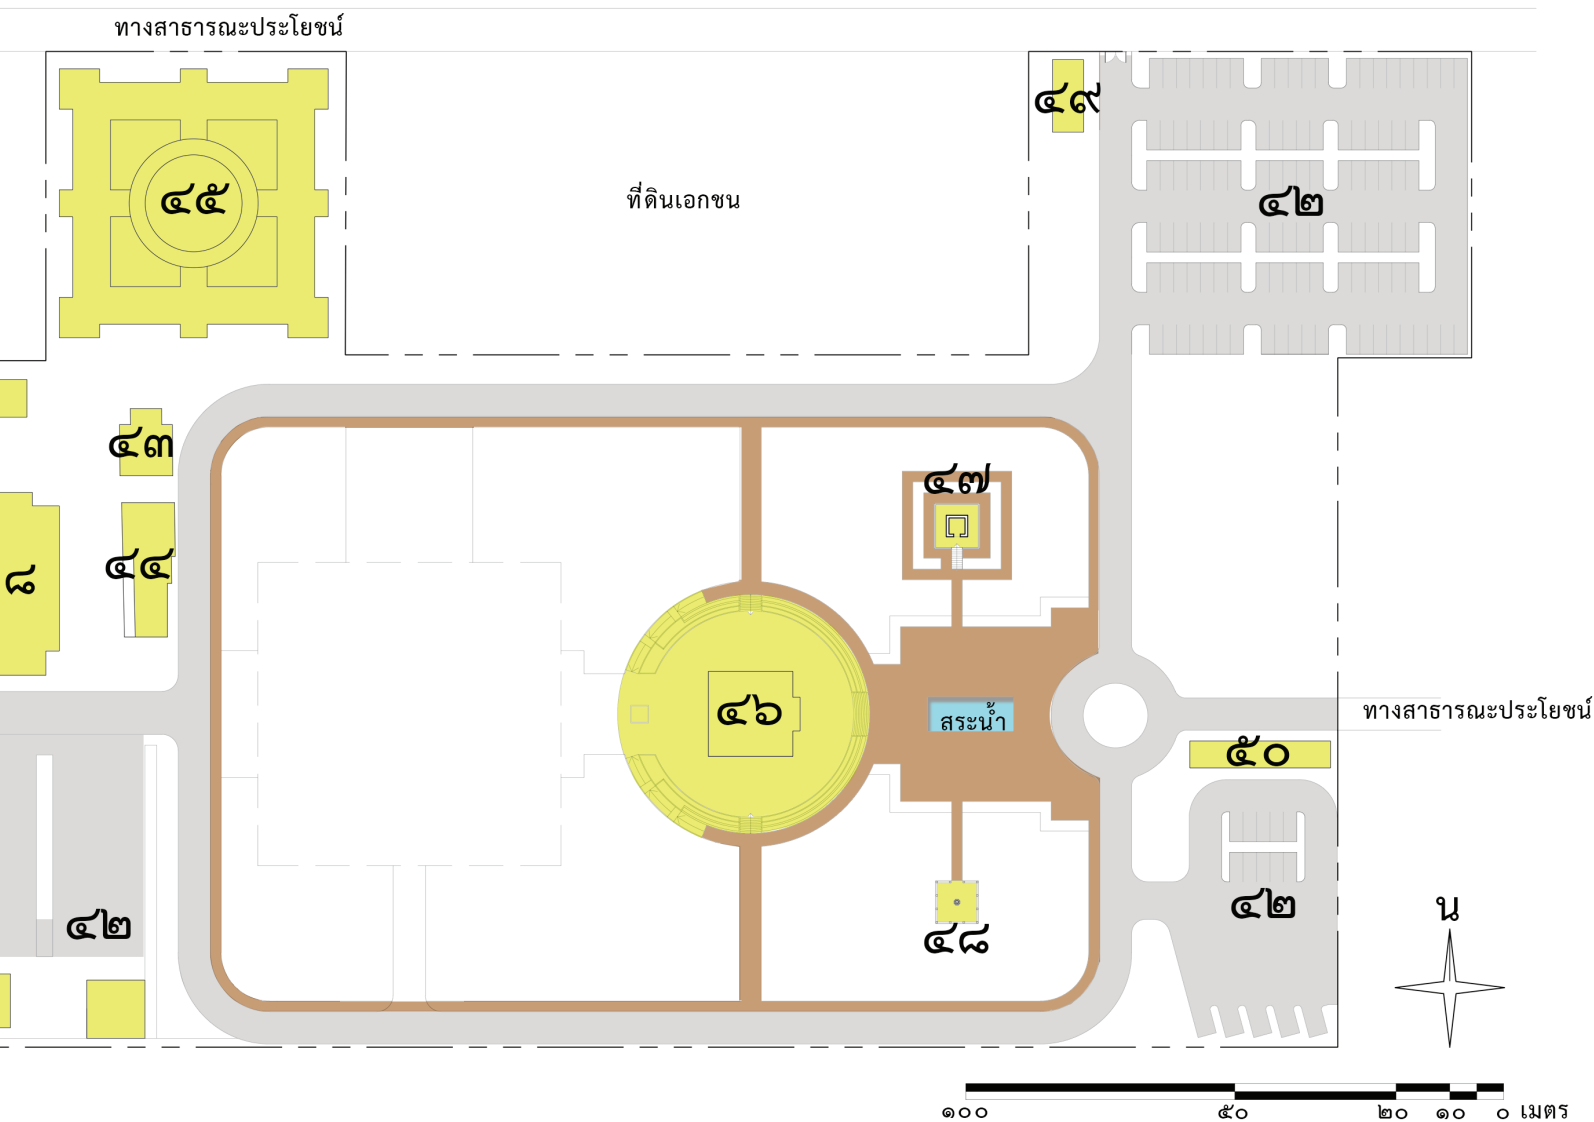 ทางสาธารณะประโยชน์
๔๙
๔๕
ที่ดินเอกชน
๔๒
๔๓
๔๗
๔๔
๘
๔๖
สระน้ำ
ทางสาธารณะประโยชน์
๕๐
๔๒
๔๒
๔๘
น
๑๐๐ ๕๐ ๒๐ ๑๐ ๐ เมตร